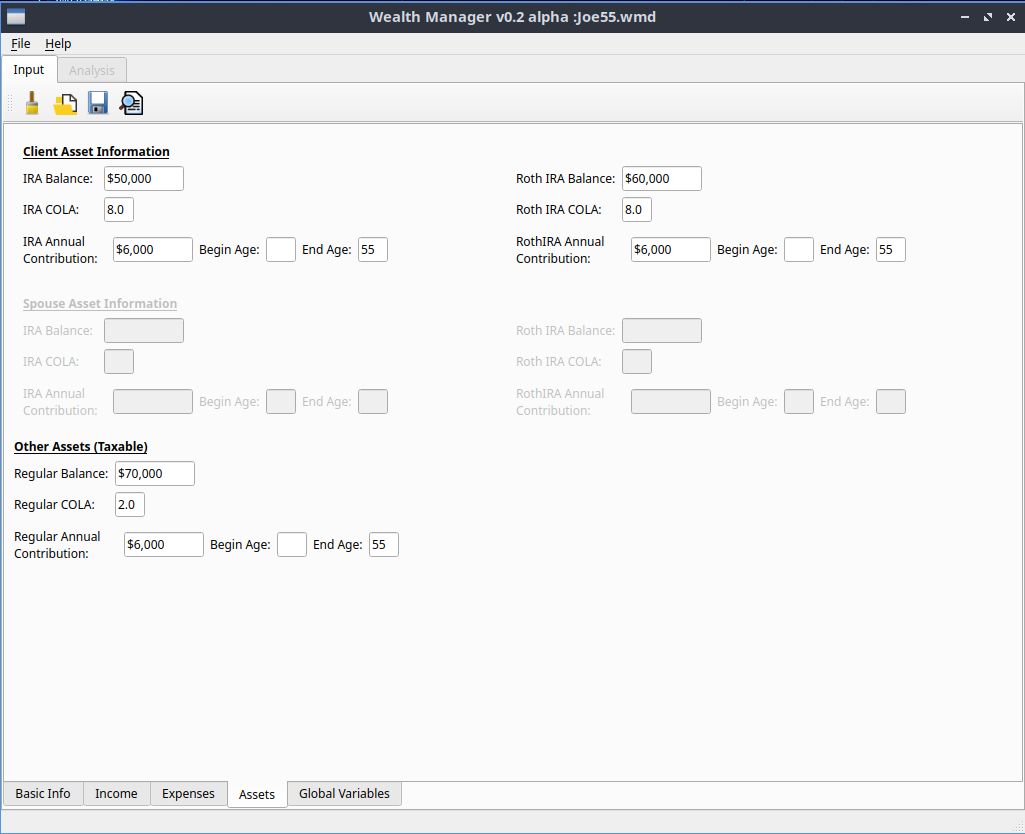 Wealth Manager v0.2 alpha :Joe55.wmd
File Help
Input Analysis
Client Asset Information
IRA Balance: $50,000 Roth IRA Balance: $60,000
IRA COLA: 8.0 Roth IRA COLA: 8.0
IRA Annual Contribution: $6,000 Begin Age: End Age: 55 RothIRA Annual Contribution: $6,000 Begin Age: End Age: 55
Spouse Asset Information
IRA Balance: Roth IRA Balance:
IRA COLA: Roth IRA COLA:
IRA Annual Contribution: Begin Age: End Age: RothIRA Annual Contribution: Begin Age: End Age:
Other Assets (Taxable)
Regular Balance: $70,000
Regular COLA: 2.0
Regular Annual Contribution: $6,000 Begin Age: End Age: 55
Basic Info Income Expenses Assets Global Variables